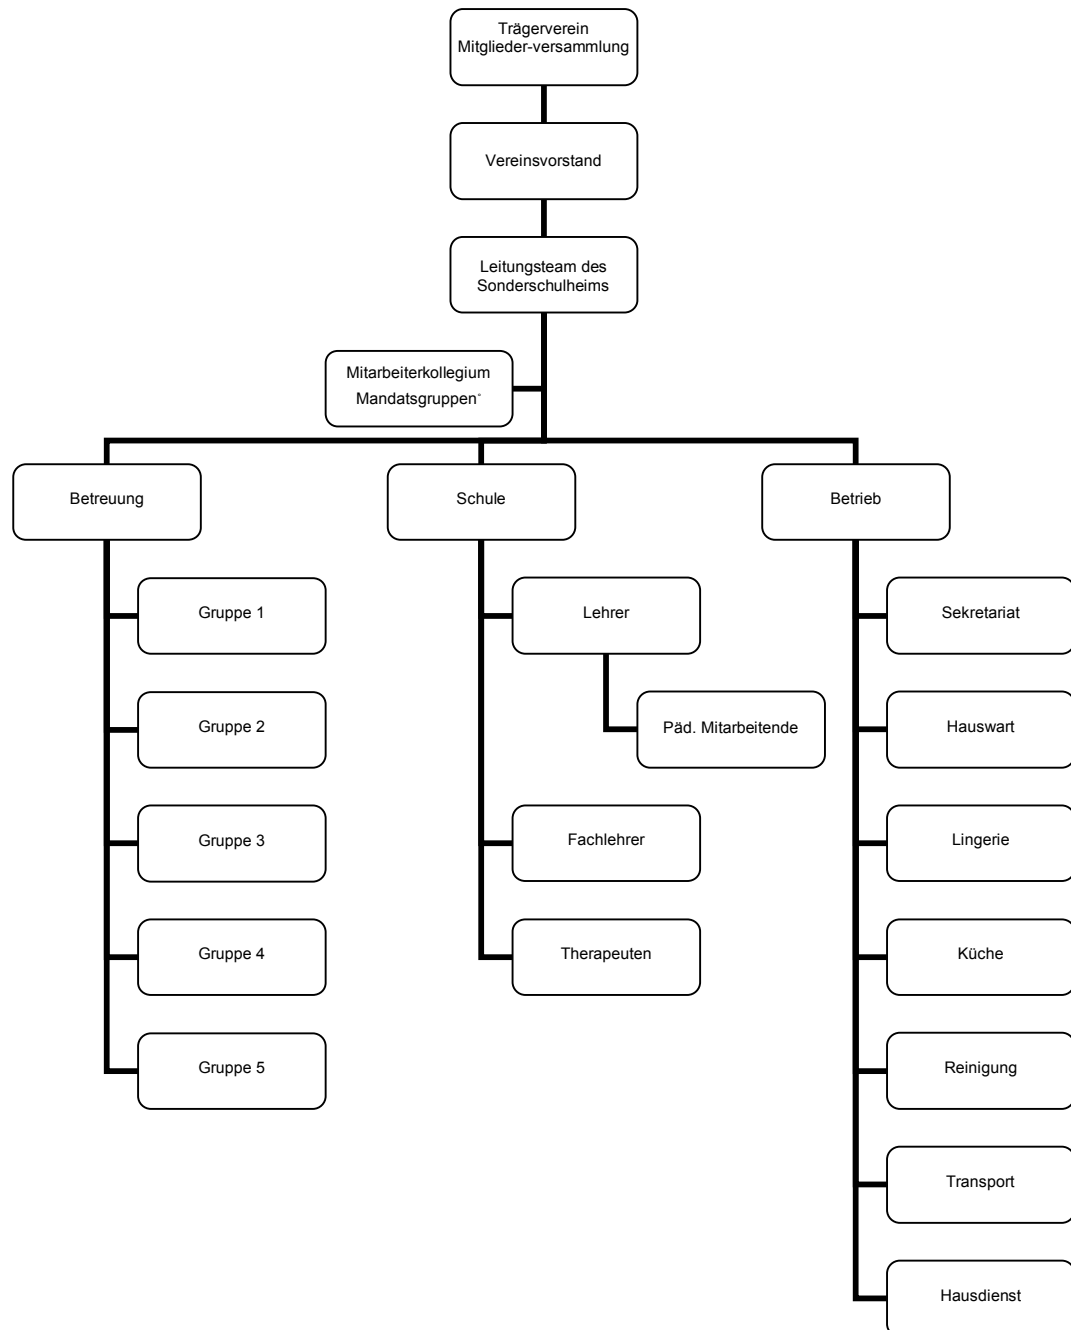 Trägerverein
Mitglieder-versammlung
Vereinsvorstand
Leitungsteam des
Sonderschulheims
Mitarbeiterkollegium
Mandatsgruppen*
Betreuung
Schule
Betrieb
Gruppe 1
Lehrer
Sekretariat
Gruppe 2
Päd. Mitarbeitende
Hauswart
Gruppe 3
Fachlehrer
Lingerie
Gruppe 4
Therapeuten
Küche
Gruppe 5
Reinigung
Transport
Hausdienst